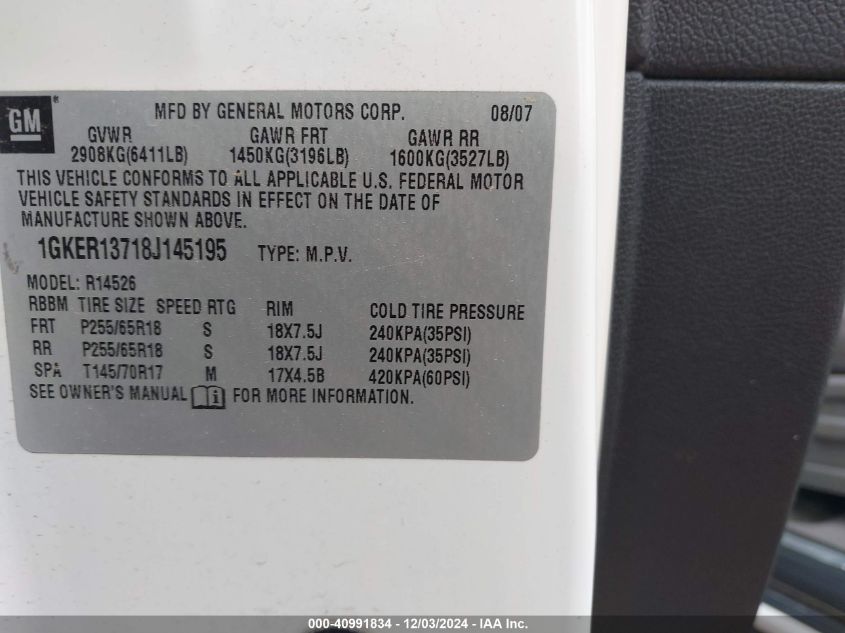 GM®
MFD BY GENERAL MOTORS CORP. 08/07
GVWR GAWR FRT GAWR RR
2908KG(6411LB) 1450KG(3196LB) 1600KG(3527LB)
THIS VEHICLE CONFORMS TO ALL APPLICABLE U.S. FEDERAL MOTOR
VEHICLE SAFETY STANDARDS IN EFFECT ON THE DATE OF
MANUFACTURE SHOWN ABOVE.
1GKER13718J145195 TYPE: M.P.V.
MODEL: R14526
RBBM TIRE SIZE SPEED RTG RIM COLD TIRE PRESSURE
FRT P255/65R18 S 18X7.5J 240KPA(35PSI)
RR P255/65R18 S 18X7.5J 240KPA(35PSI)
SPA T145/70R17 M 17X4.5B 420KPA(60PSI)
SEE OWNER'S MANUAL FOR MORE INFORMATION.
000-40991834 - 12/03/2024 - IAA Inc.